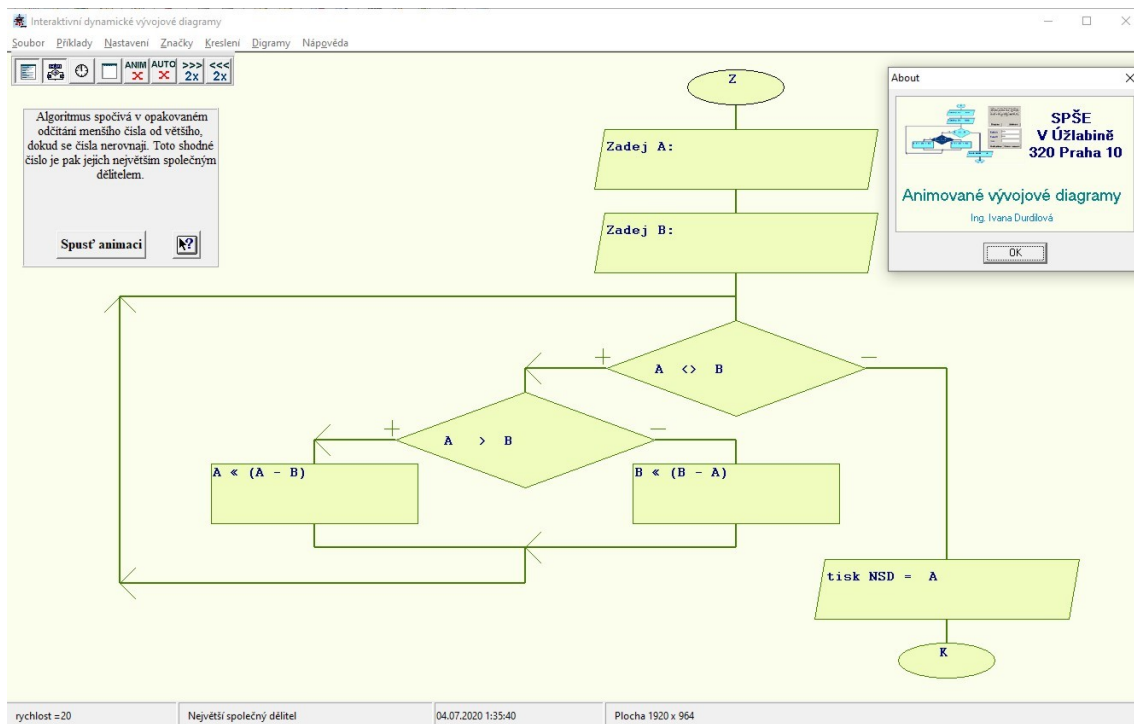 Interaktivní dynamické vývojové diagramy
Soubor Příklady Nastavení Značky Kreslení Digramy Nápověda
ANIM X AUTO X >>> 2x <<< 2x
Algoritmus spočívá v opakovaném
odčítání menšího čísla od většího,
dokud se čísla nerovnají. Toto shodné
číslo je pak jejich největším společným
dělitelem.
Spusť animaci
?
Z
Zadej A:
Zadej B:
A <> B
+
−
A > B
+
−
A « (A - B)
B « (B - A)
tisk NSD = A
K
About
SPŠE
V Úžlabině
320 Praha 10
Animované vývojové diagramy
Ing. Ivana Durdilová
OK
rychlost =20
Největší společný dělitel
04.07.2020 1:35:40
Plocha 1920 x 964